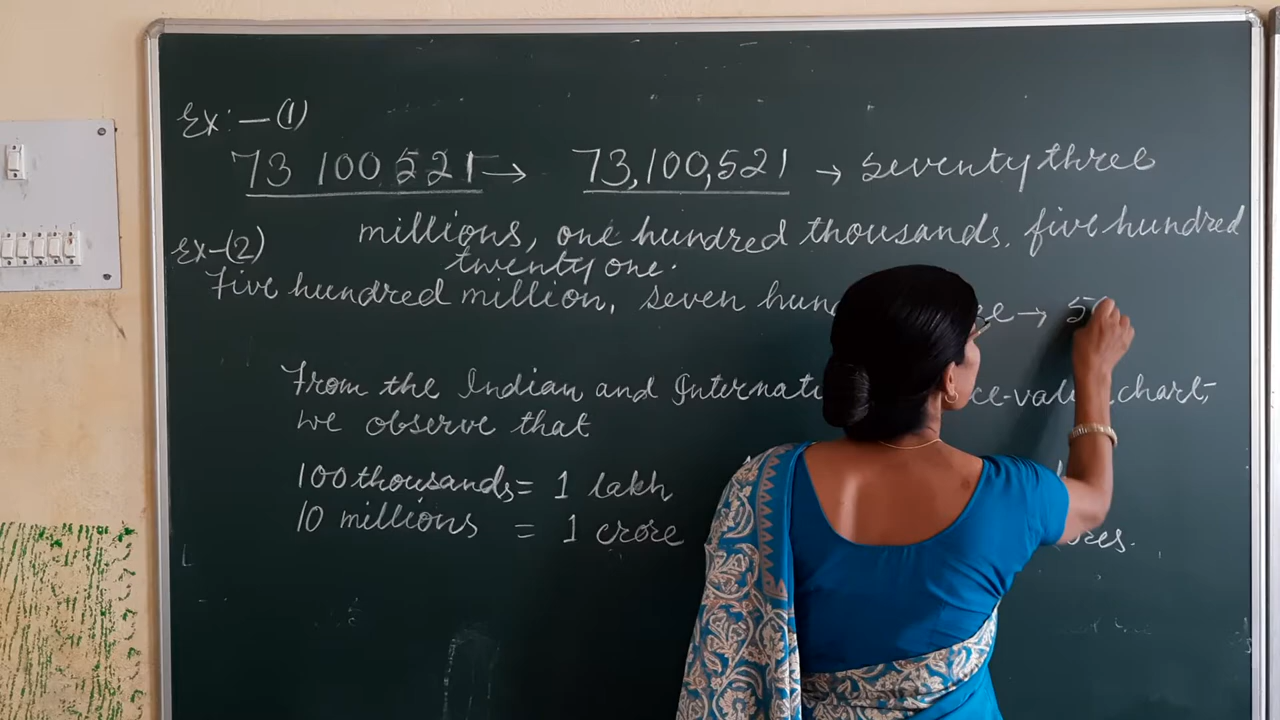 Ex:-(1)
73 100 521 → 73,100,521 → seventy three
millions, one hundred thousands, five hundred
twenty one.
Ex-(2)
Five hundred million, seven → 5
From the Indian and chart,
we observe that
100 thousands = 1 lakh
10 millions = 1 crore